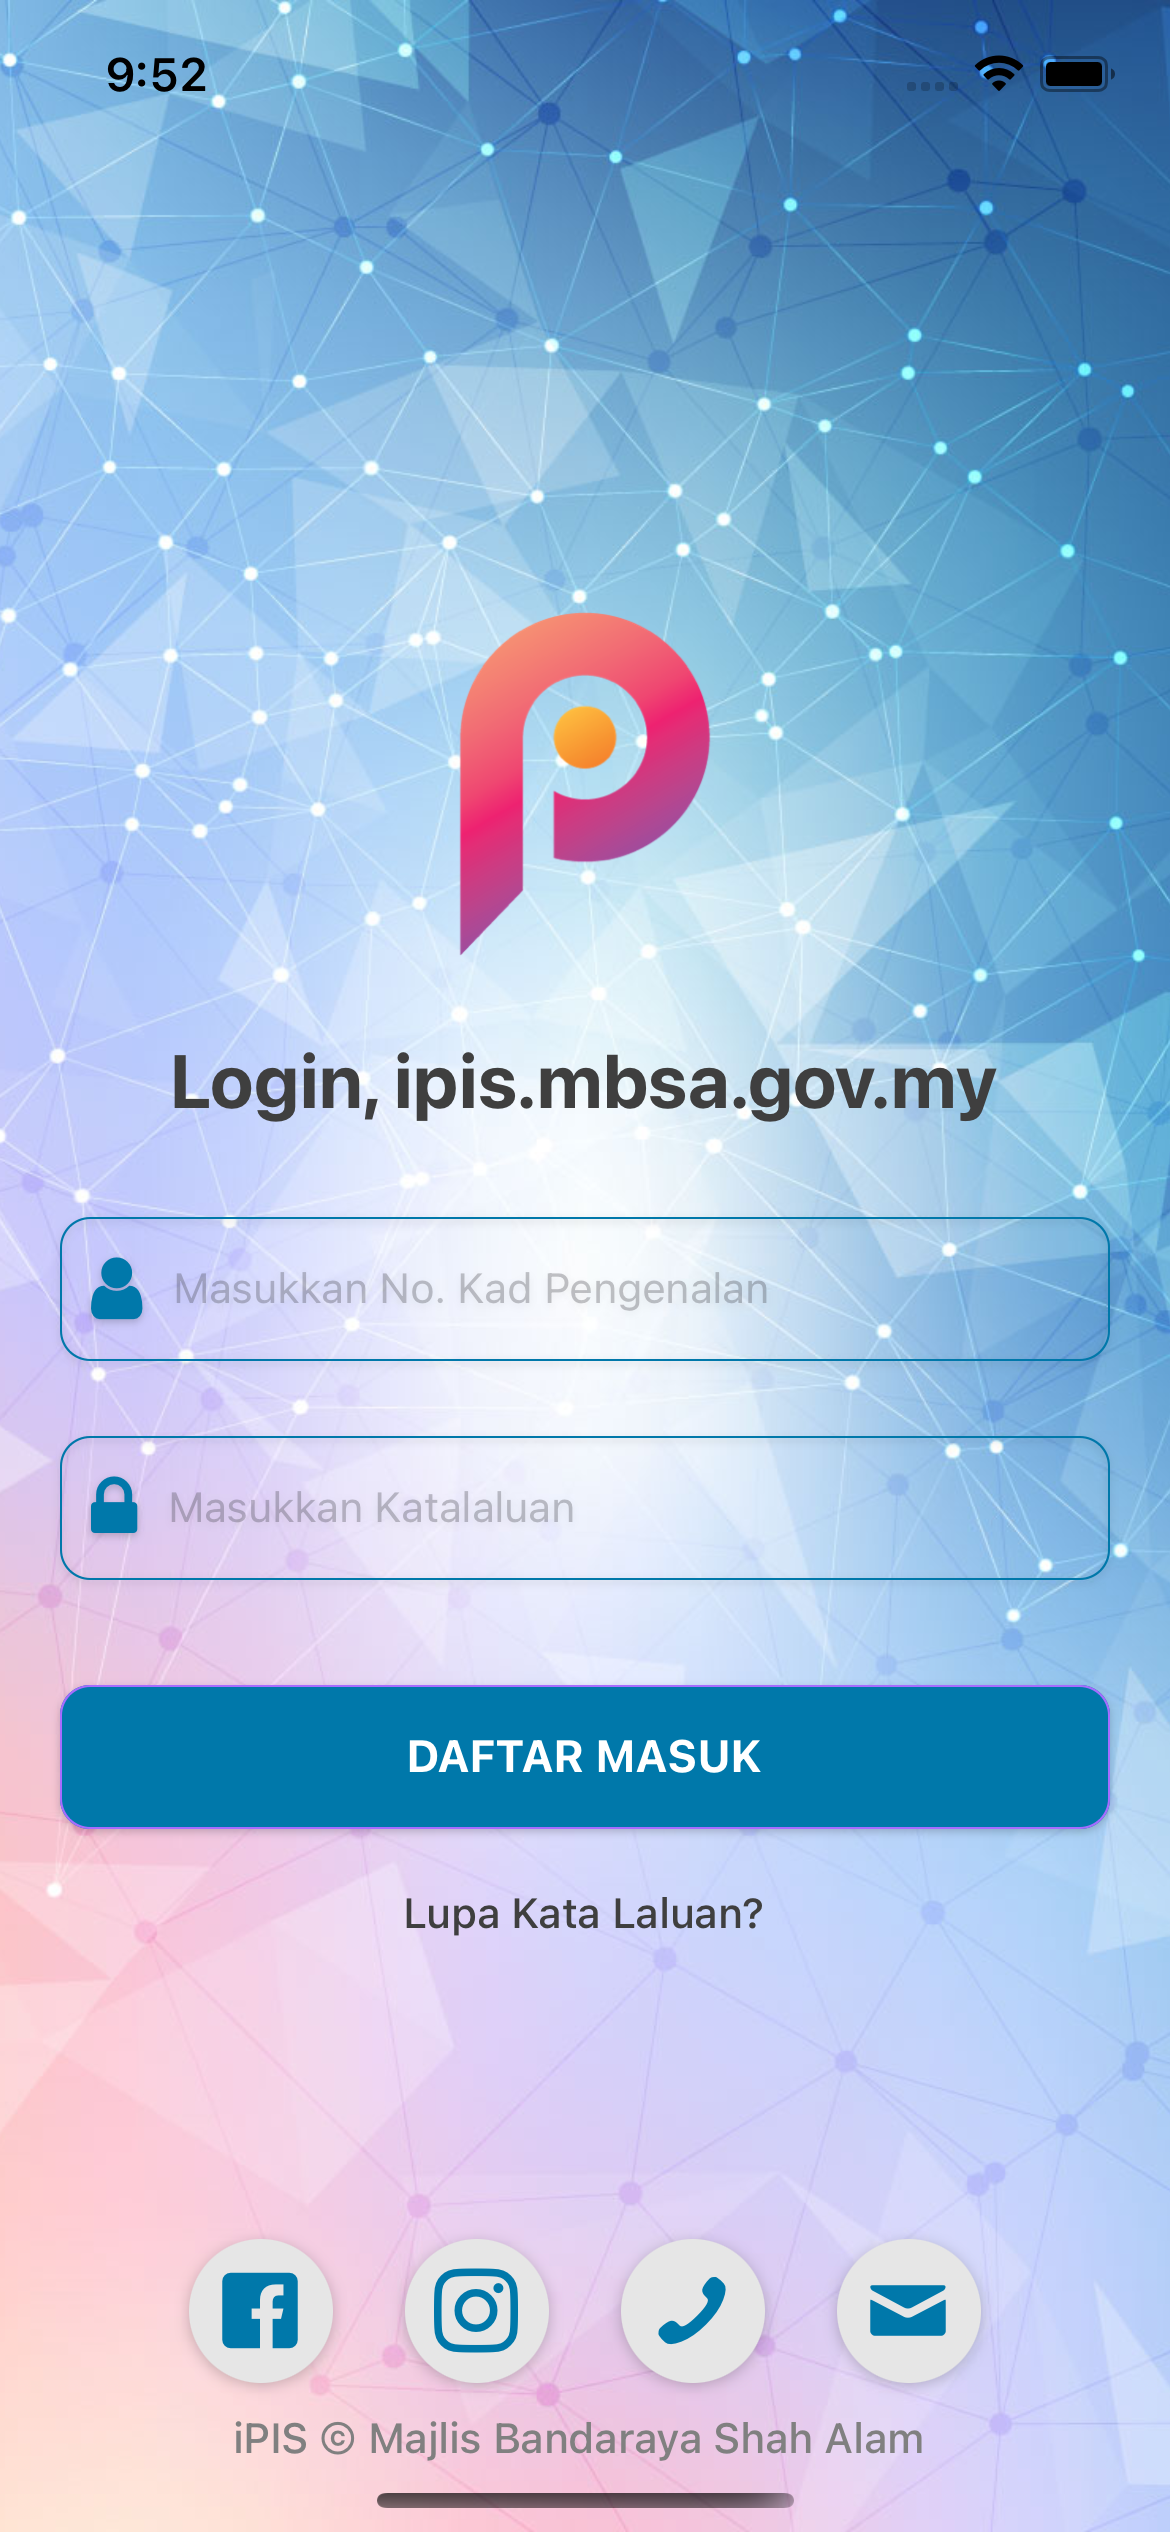 9:52
Login, ipis.mbsa.gov.my
Masukkan No. Kad Pengenalan
Masukkan Katalaluan
DAFTAR MASUK
Lupa Kata Laluan?
iPIS © Majlis Bandaraya Shah Alam